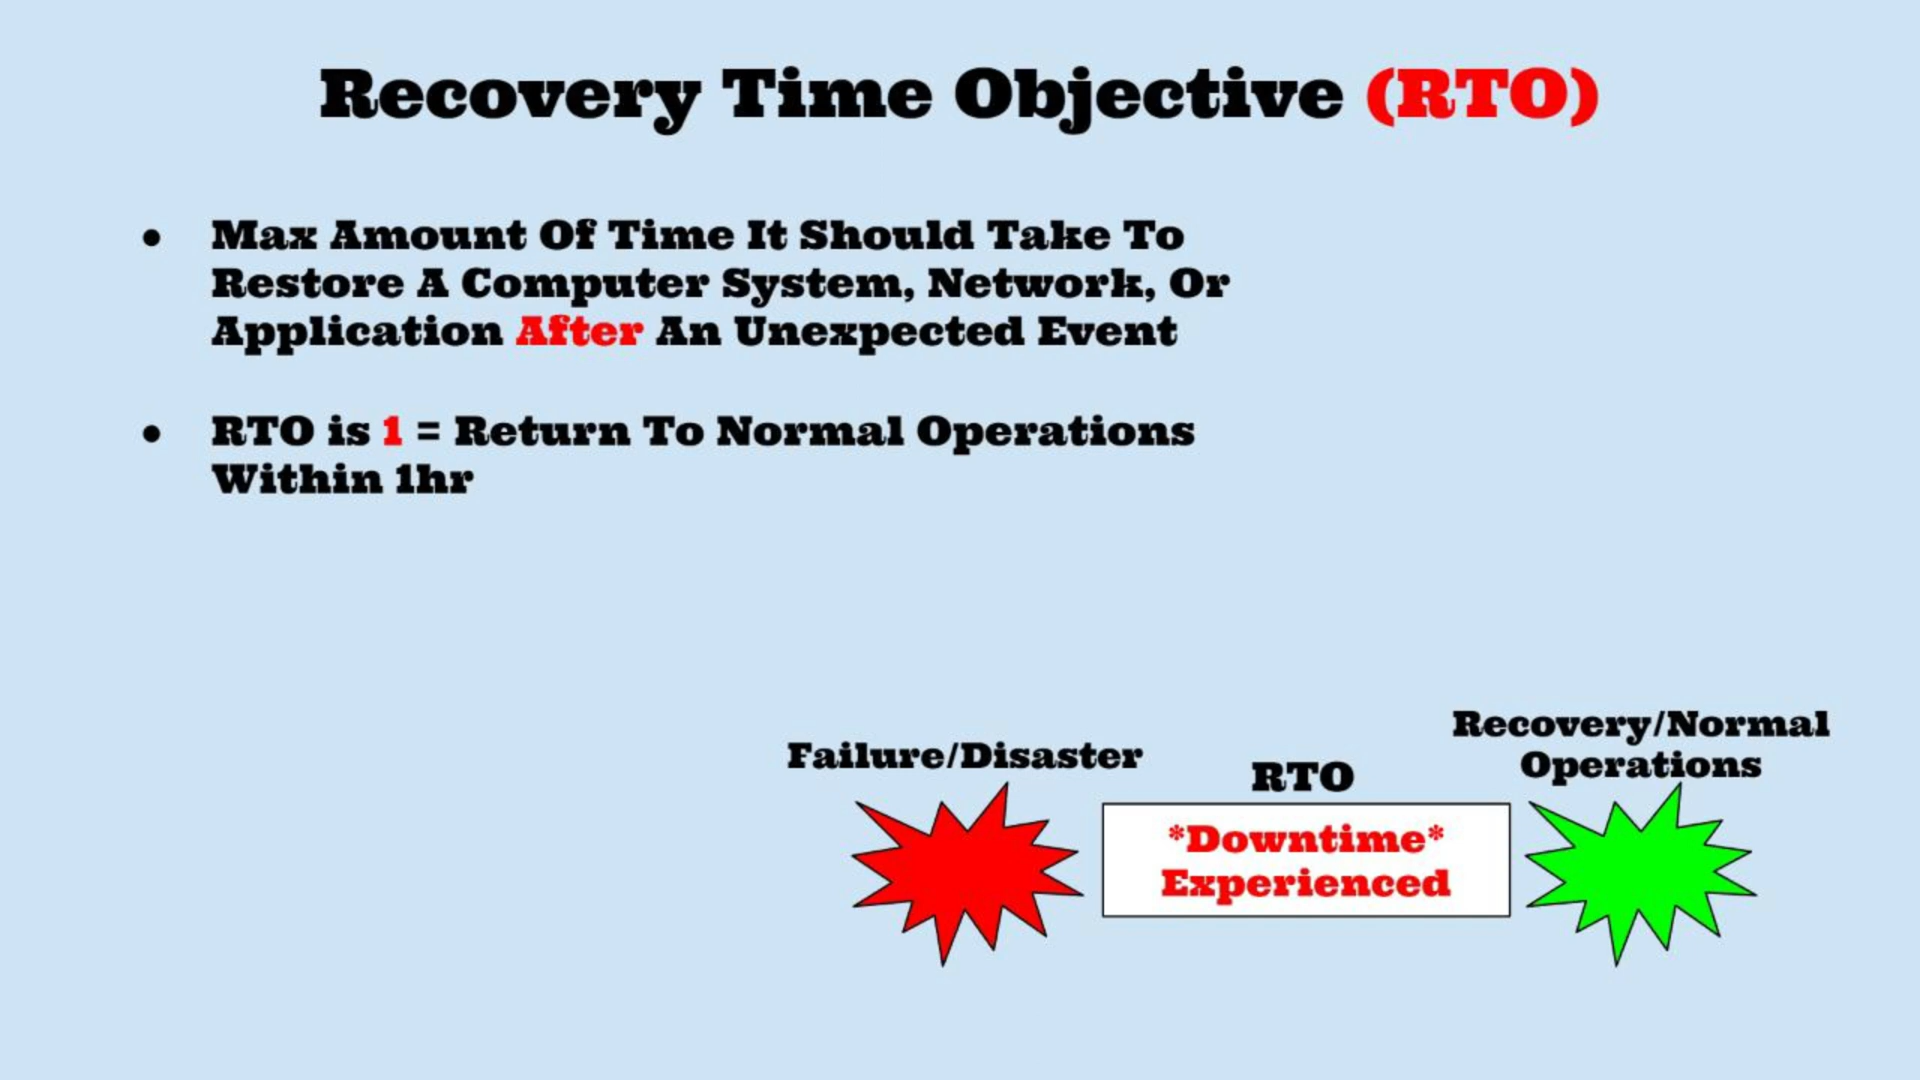 Recovery Time Objective (RTO)
● Max Amount Of Time It Should Take To
Restore A Computer System, Network, Or
Application After An Unexpected Event
● RTO is 1 = Return To Normal Operations
Within 1hr
Failure/Disaster
RTO
Recovery/Normal
Operations
*Downtime*
Experienced